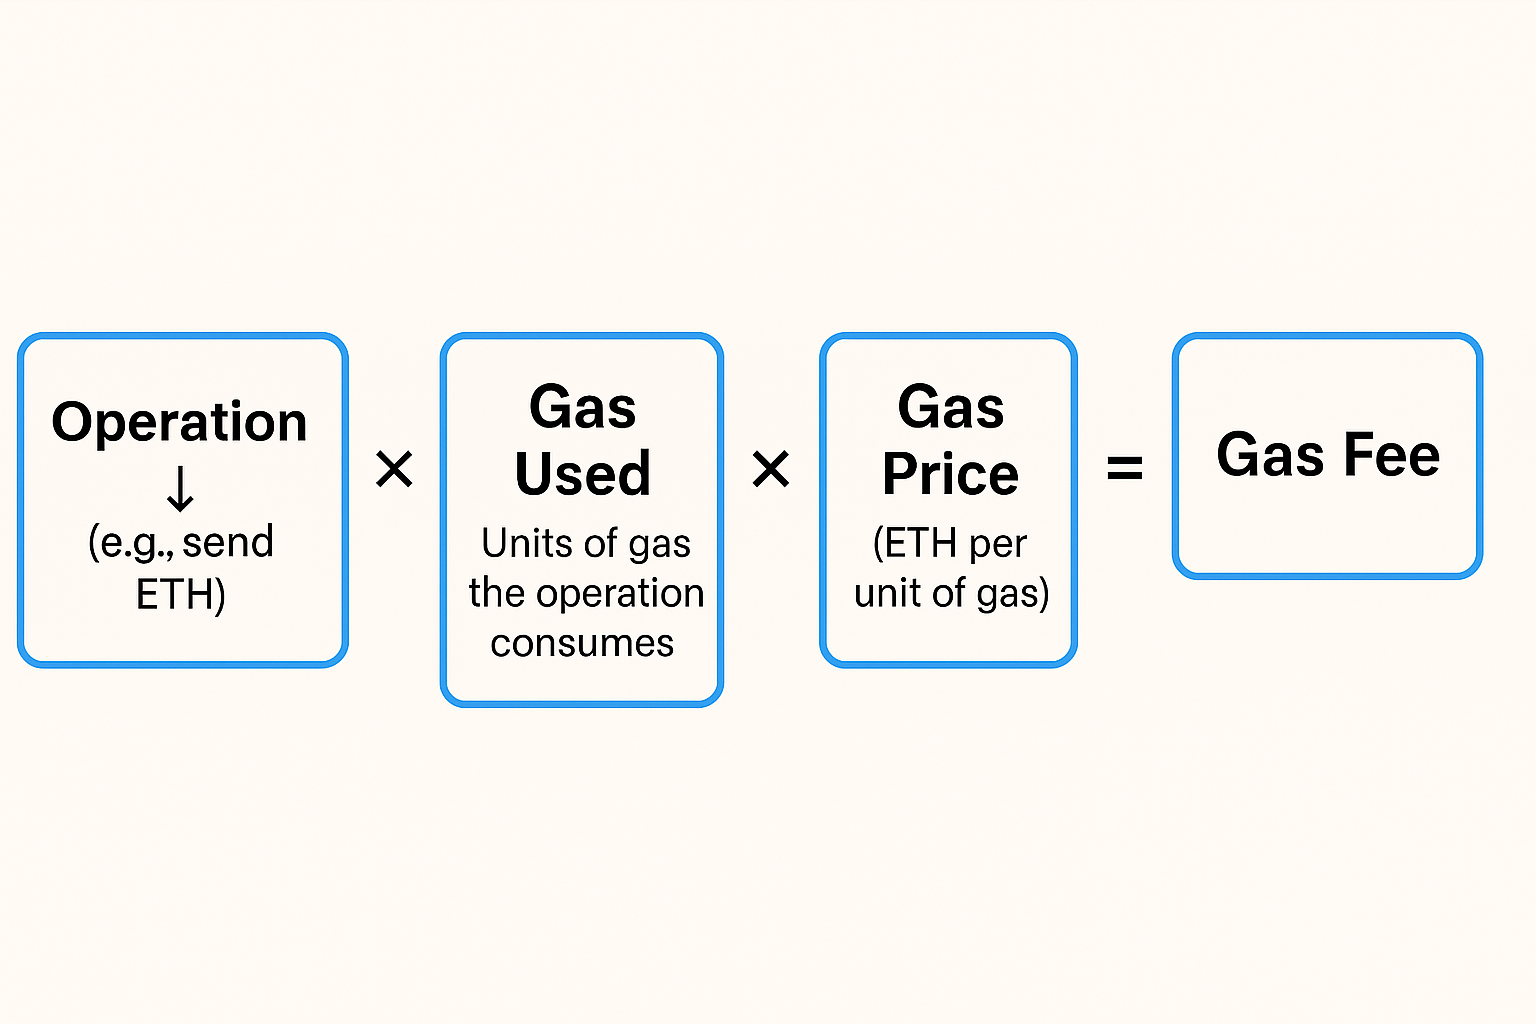 Operation
↓
(e.g., send
ETH)
×
Gas
Used
Units of gas
the operation
consumes
×
Gas
Price
(ETH per
unit of gas)
=
Gas Fee